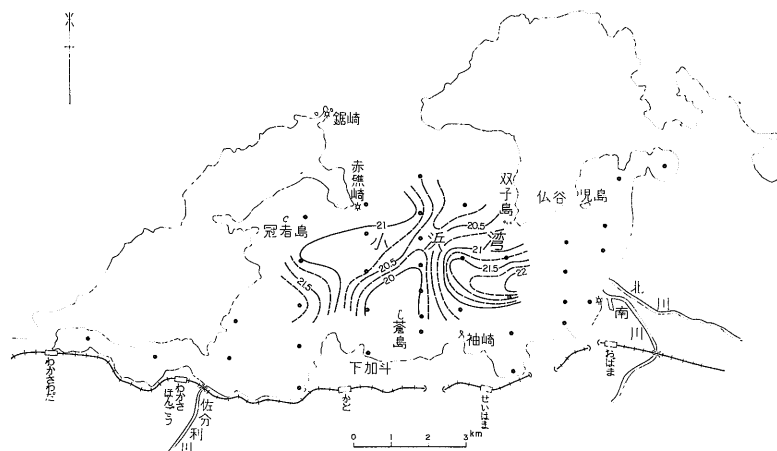 鋸崎
赤礁崎
双子島
仏谷
児島
冠者島
小浜湾
21
20.5
21
21.5
22
20.5
20
21.5
北川
南川
蒼島
袖崎
下加斗
おばま
わかさわだ
わかさほんごう
佐分利川
かと
せいはま
0 1 2 3 km